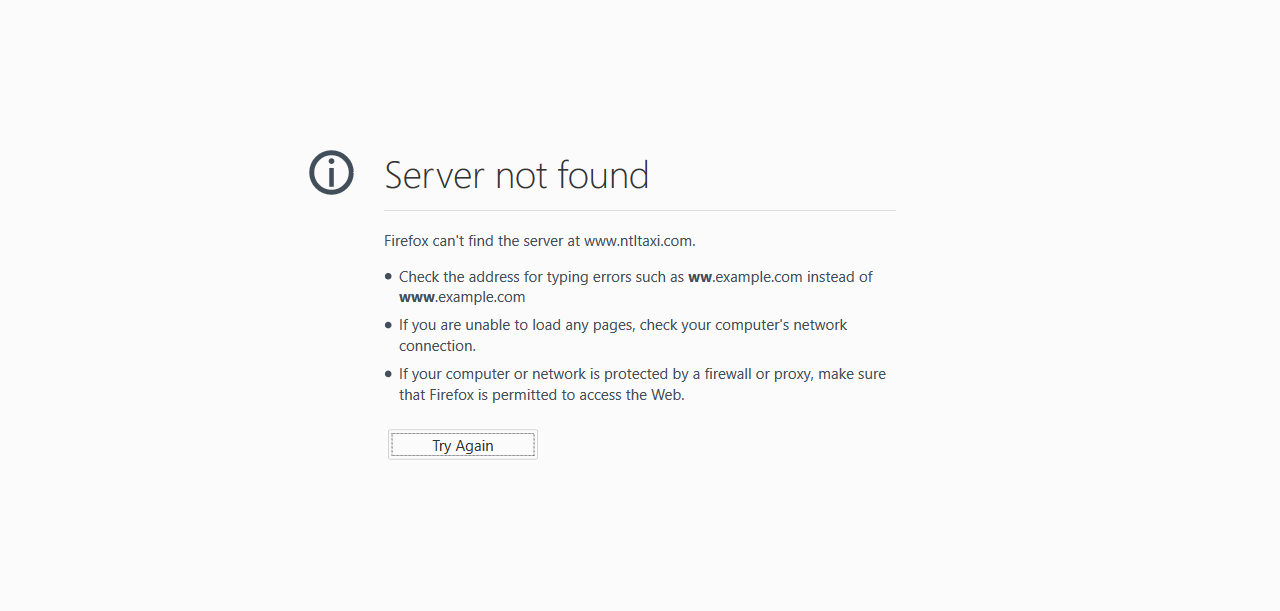 Server not found
Firefox can't find the server at www.ntltaxi.com.
Check the address for typing errors such as ww.example.com instead of
www.example.com
If you are unable to load any pages, check your computer's network
connection.
If your computer or network is protected by a firewall or proxy, make sure
that Firefox is permitted to access the Web.
Try Again